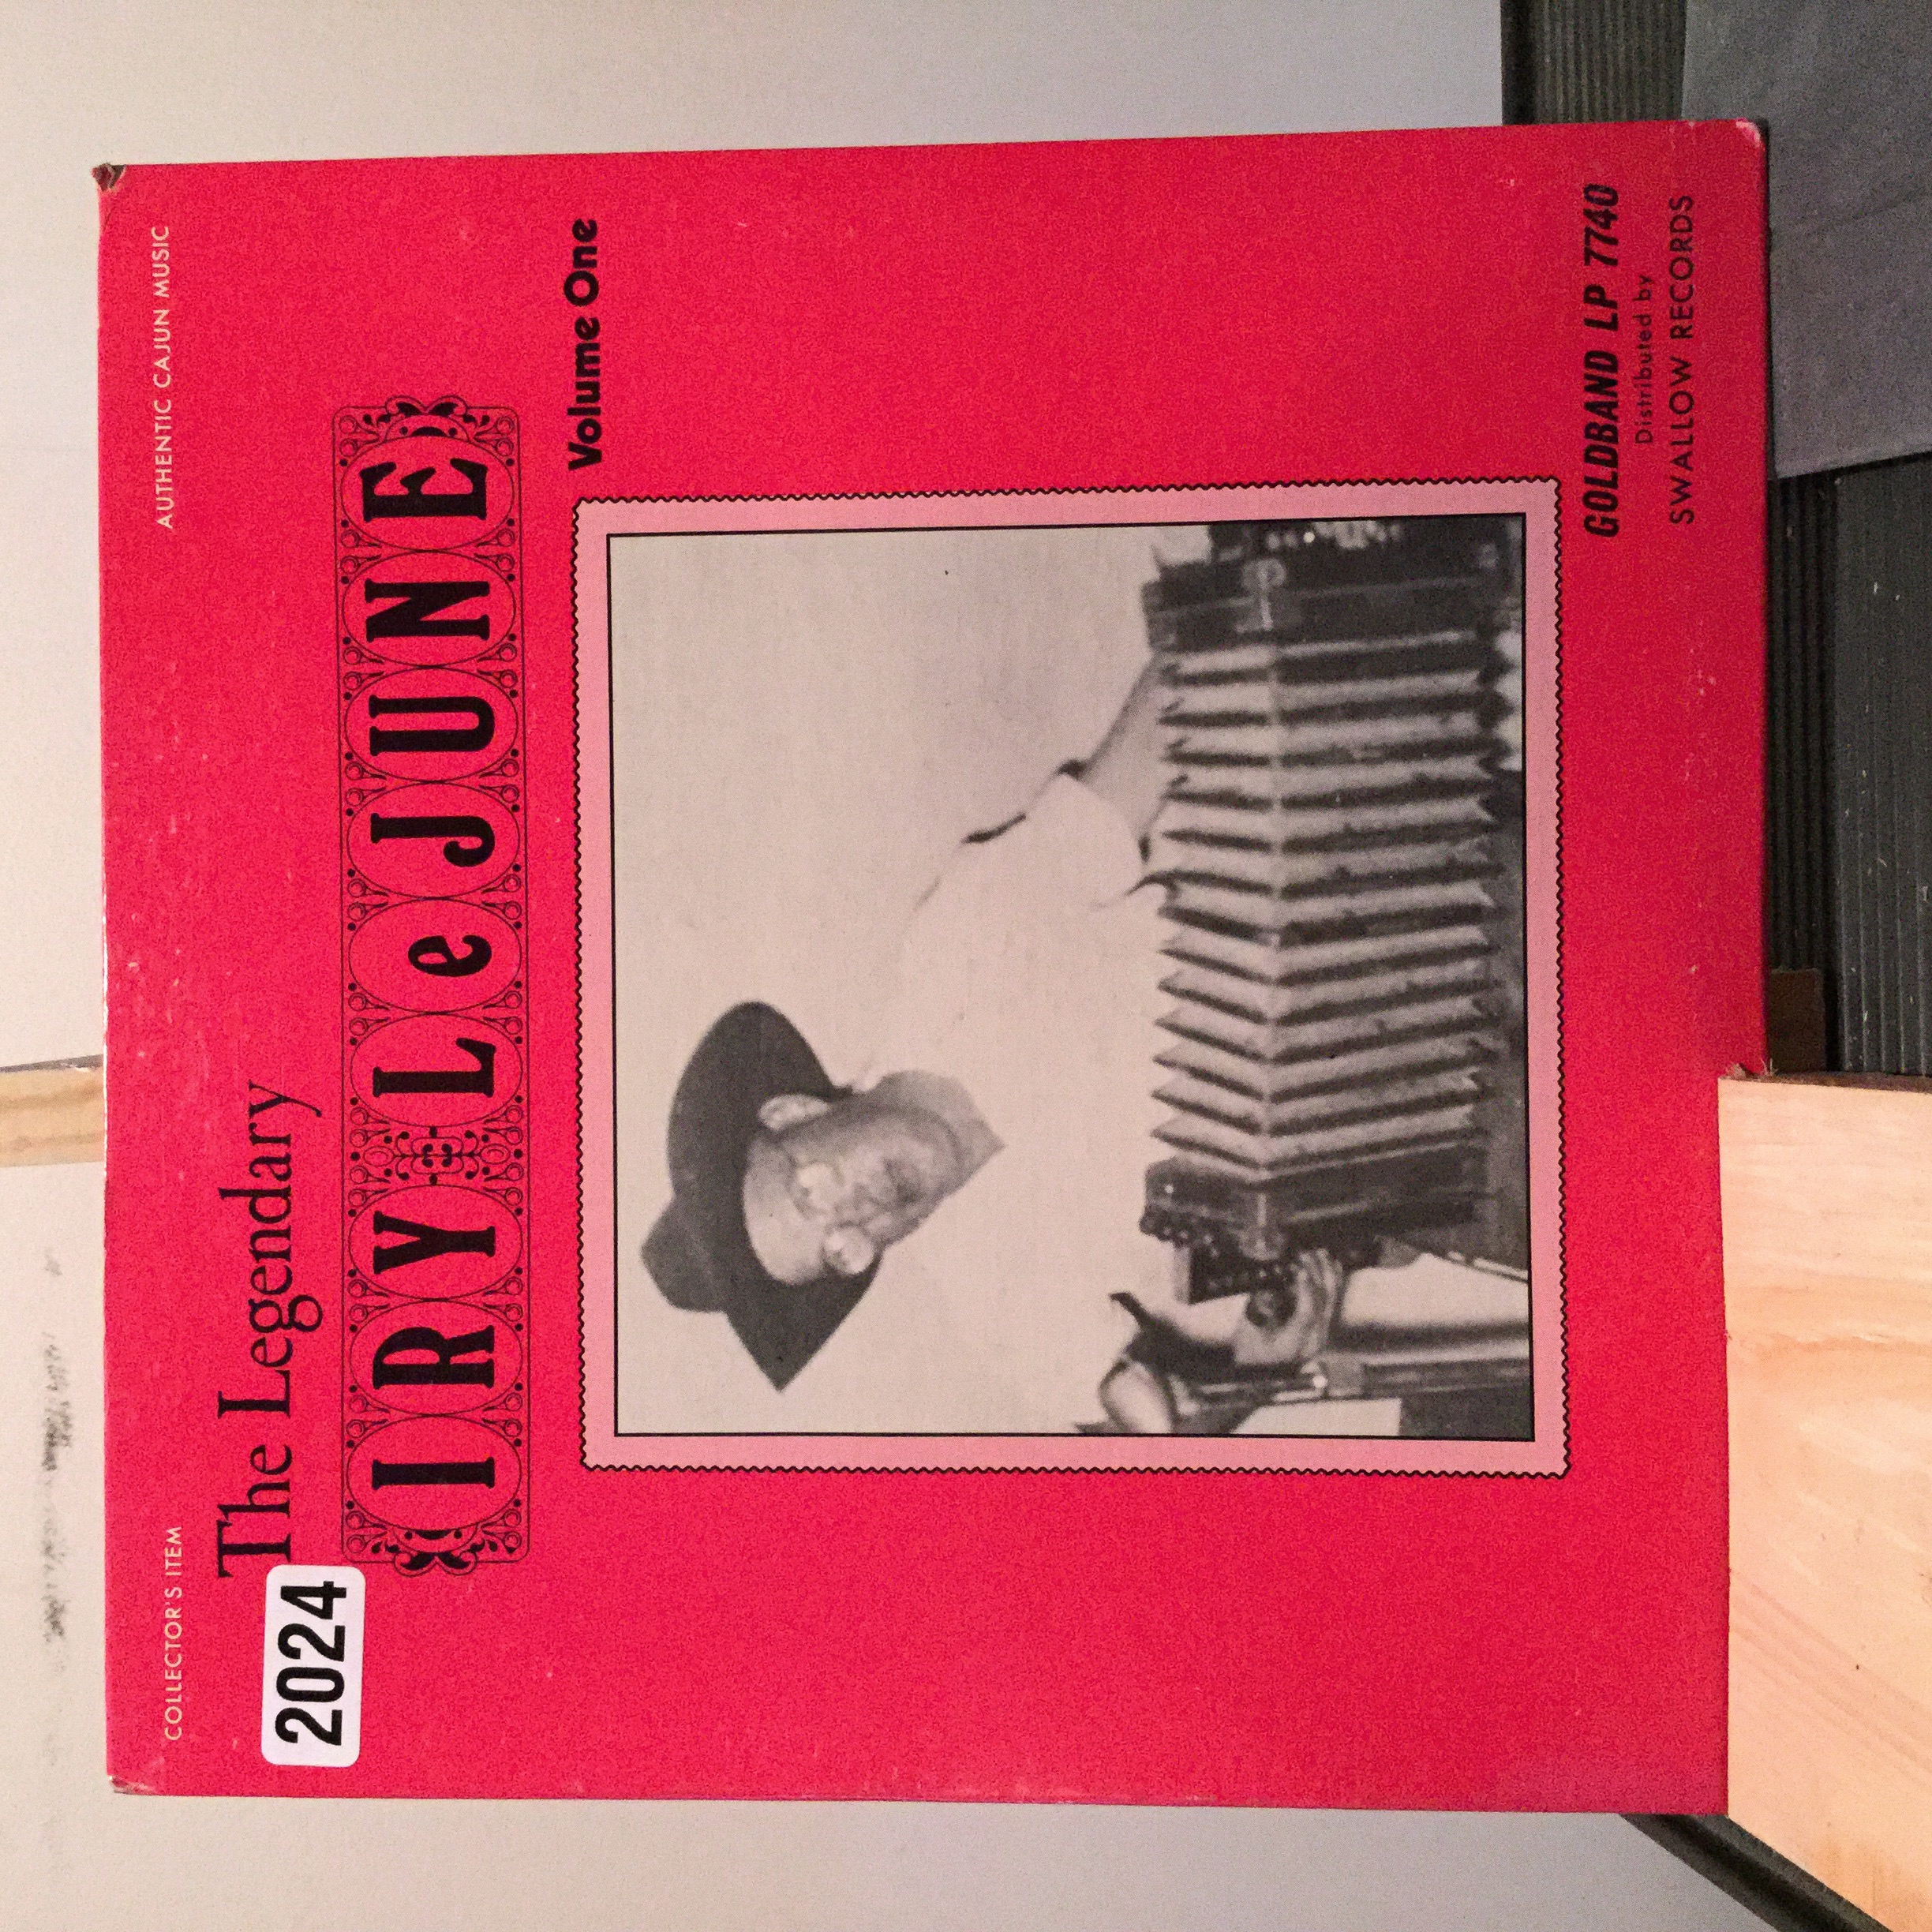 COLLECTOR'S ITEM
AUTHENTIC CAJUN MUSIC
The Legendary
2024
IRY LeJUNE
Volume One
GOLDBAND LP 7740
Distributed by
SWALLOW RECORDS